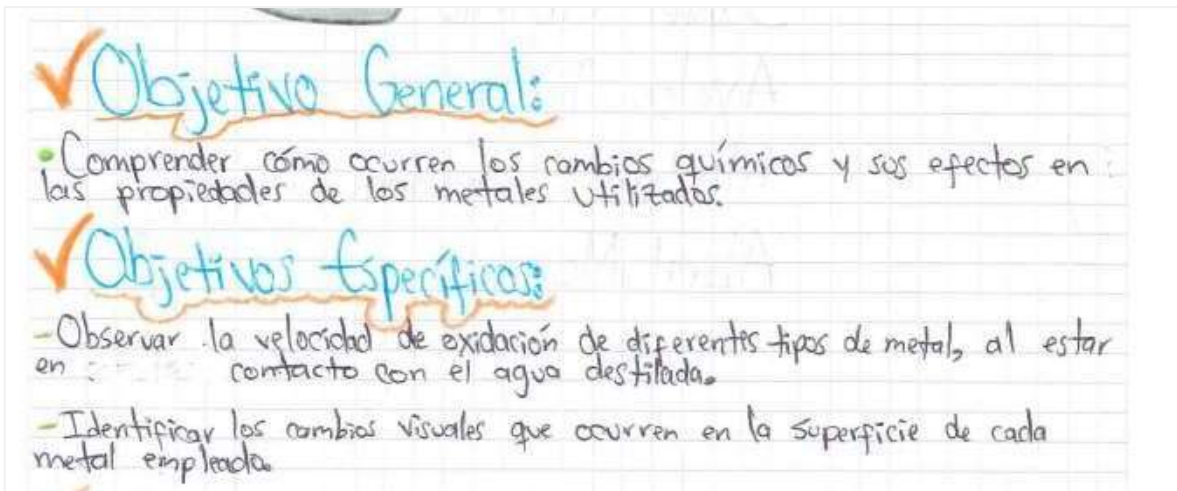 Objetivo General:
• Comprender cómo ocurren los cambios químicos y sus efectos en
las propiedades de los metales utilizados.
Objetivos Específicos:
- Observar la velocidad de oxidación de diferentes tipos de metal, al estar
en contacto con el agua destilada.
- Identificar los cambios visuales que ocurren en la superficie de cada
metal empleado.